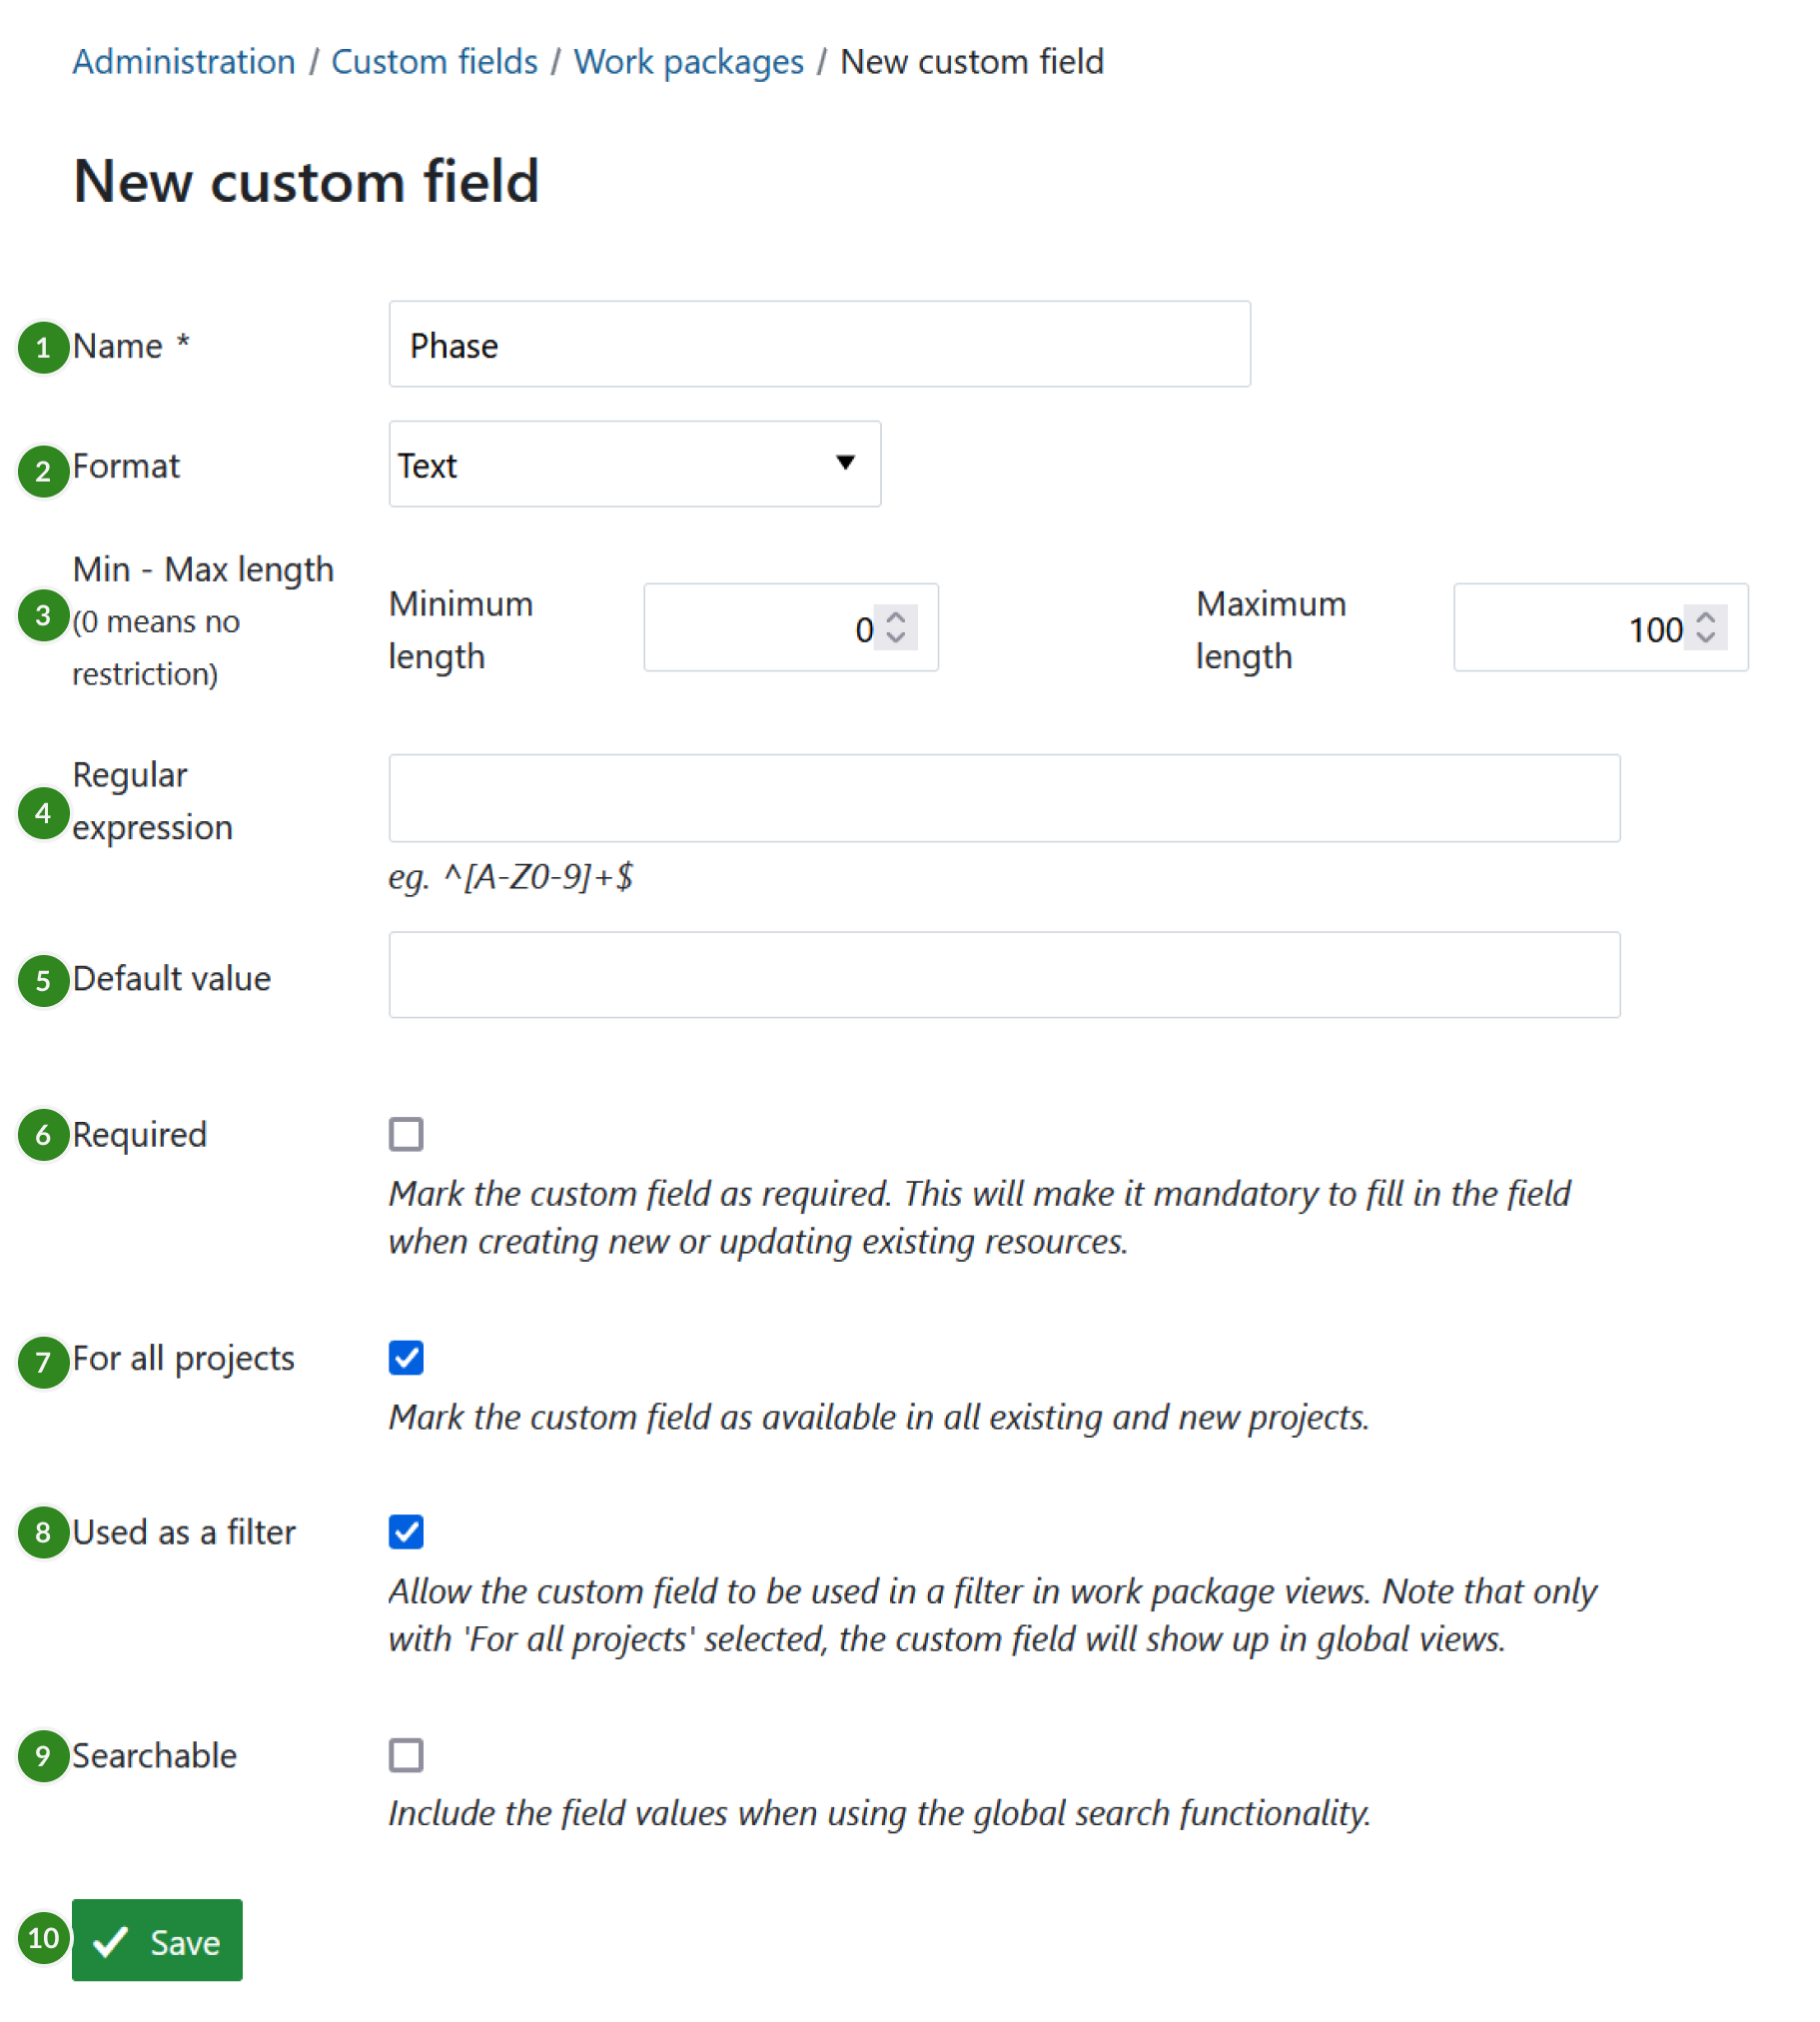 Administration / Custom fields / Work packages / New custom field
New custom field
1 Name * Phase
2 Format Text
Min - Max length
3 (0 means no
restriction)
Minimum
length
0
Maximum
length
100
Regular
4 expression
eg. ^[A-Z0-9]+$
5 Default value
6 Required
Mark the custom field as required. This will make it mandatory to fill in the field
when creating new or updating existing resources.
7 For all projects
Mark the custom field as available in all existing and new projects.
8 Used as a filter
Allow the custom field to be used in a filter in work package views. Note that only
with 'For all projects' selected, the custom field will show up in global views.
9 Searchable
Include the field values when using the global search functionality.
10 Save